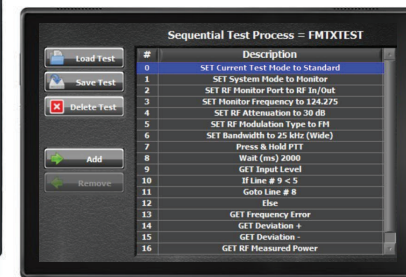 Sequential Test Process = FMTXTEST
Load Test
Save Test
Delete Test
Add
Remove
# Description
0 SET Current Test Mode to Standard
1 SET System Mode to Monitor
2 SET RF Monitor Port to RF In/Out
3 SET Monitor Frequency to 124.275
4 SET RF Attenuation to 30 dB
5 SET RF Modulation Type to FM
6 SET Bandwidth to 25 kHz (Wide)
7 Press & Hold PTT
8 Wait (ms) 2000
9 GET Input Level
10 If Line # 9 < 5
11 Goto Line # 8
12 Else
13 GET Frequency Error
14 GET Deviation +
15 GET Deviation -
16 GET RF Measured Power